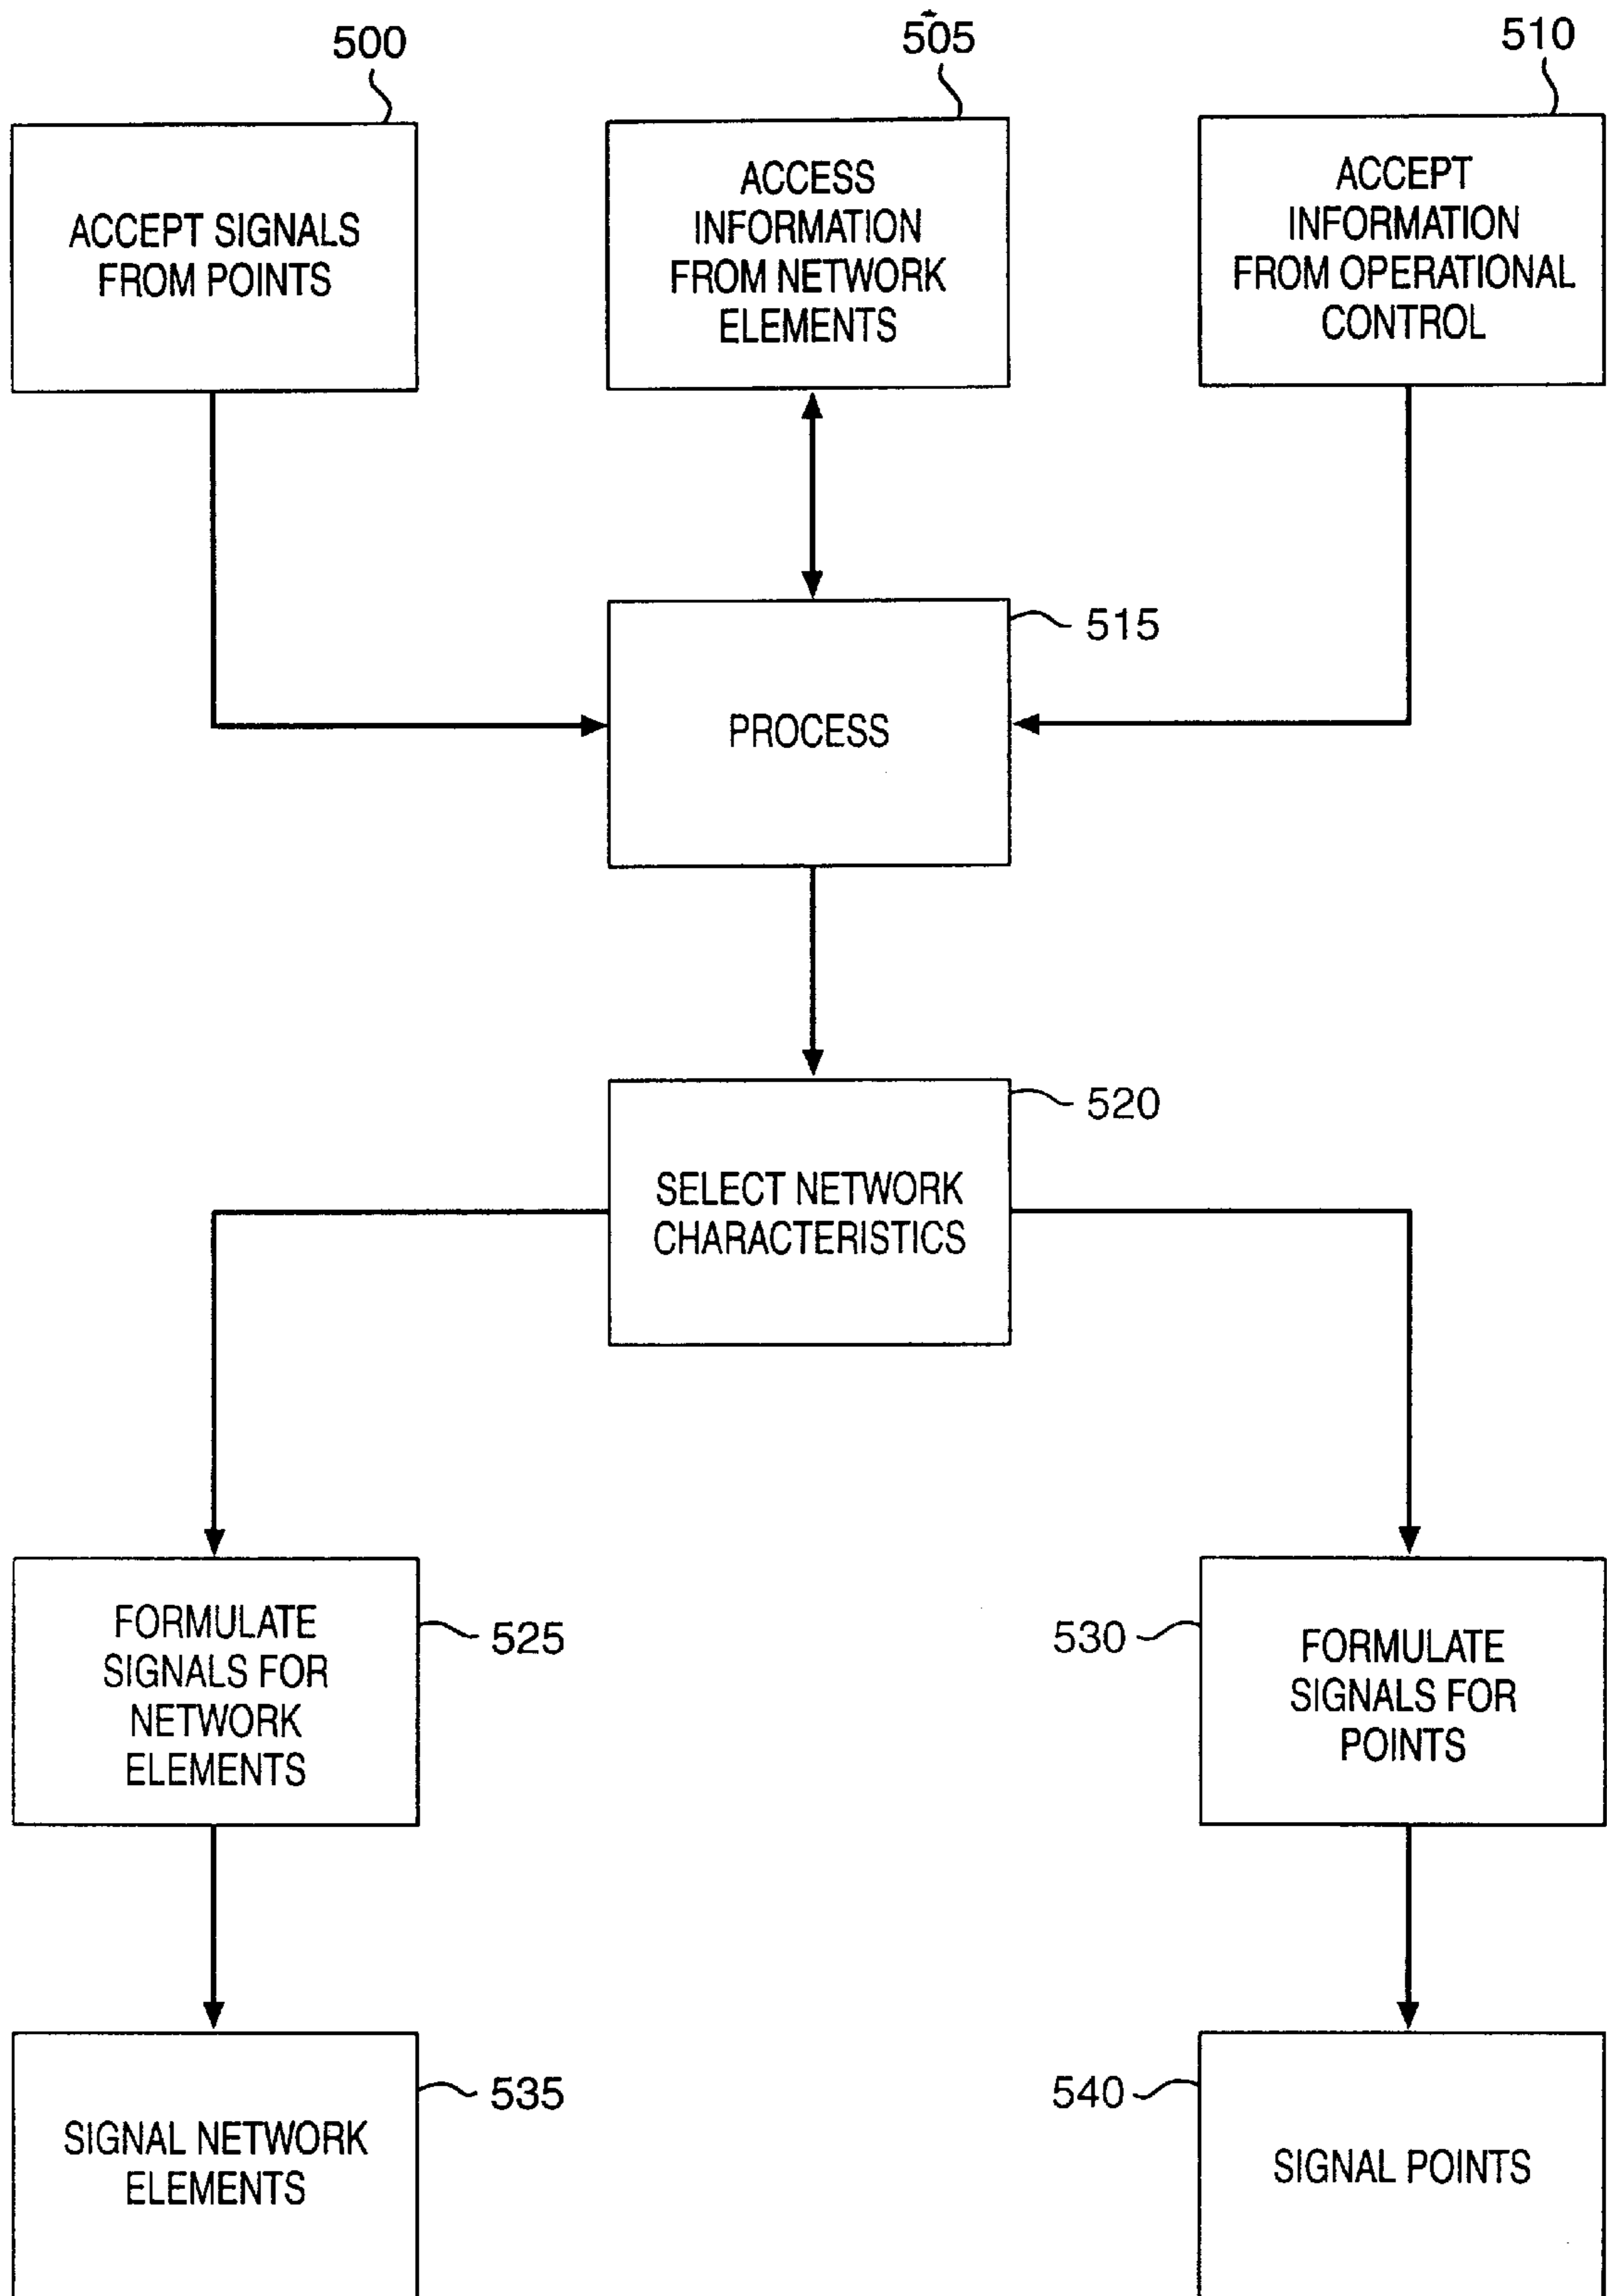 500
505
510
ACCEPT SIGNALS
FROM POINTS
ACCESS
INFORMATION
FROM NETWORK
ELEMENTS
ACCEPT
INFORMATION
FROM OPERATIONAL
CONTROL
515
PROCESS
520
SELECT NETWORK
CHARACTERISTICS
FORMULATE
SIGNALS FOR
NETWORK
ELEMENTS
525
530
FORMULATE
SIGNALS FOR
POINTS
535
SIGNAL NETWORK
ELEMENTS
540
SIGNAL POINTS